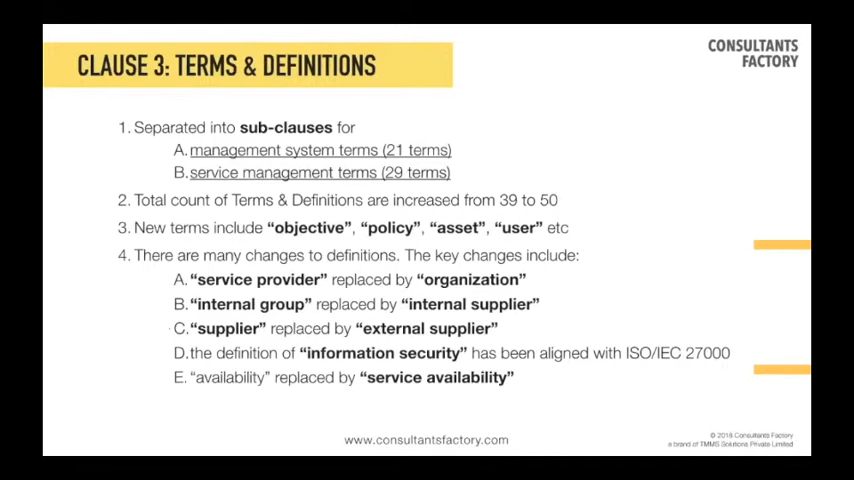 CLAUSE 3: TERMS & DEFINITIONS
CONSULTANTS
FACTORY
1. Separated into sub-clauses for
A. management system terms (21 terms)
B. service management terms (29 terms)
2. Total count of Terms & Definitions are increased from 39 to 50
3. New terms include “objective”, “policy”, “asset”, “user” etc
4. There are many changes to definitions. The key changes include:
A. “service provider” replaced by “organization”
B. “internal group” replaced by “internal supplier”
C. “supplier” replaced by “external supplier”
D. the definition of “information security” has been aligned with ISO/IEC 27000
E. “availability” replaced by “service availability”
www.consultantsfactory.com
© 2018 Consultants Factory
a brand of TMMS Solutions Private Limited